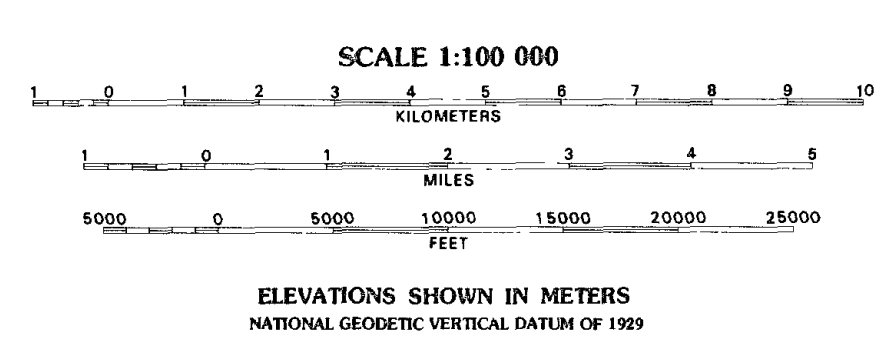 SCALE 1:100 000
1 0 1 2 3 4 5 6 7 8 9 10
KILOMETERS
1 0 1 2 3 4 5
MILES
5000 0 5000 10000 15000 20000 25000
FEET
ELEVATIONS SHOWN IN METERS
NATIONAL GEODETIC VERTICAL DATUM OF 1929